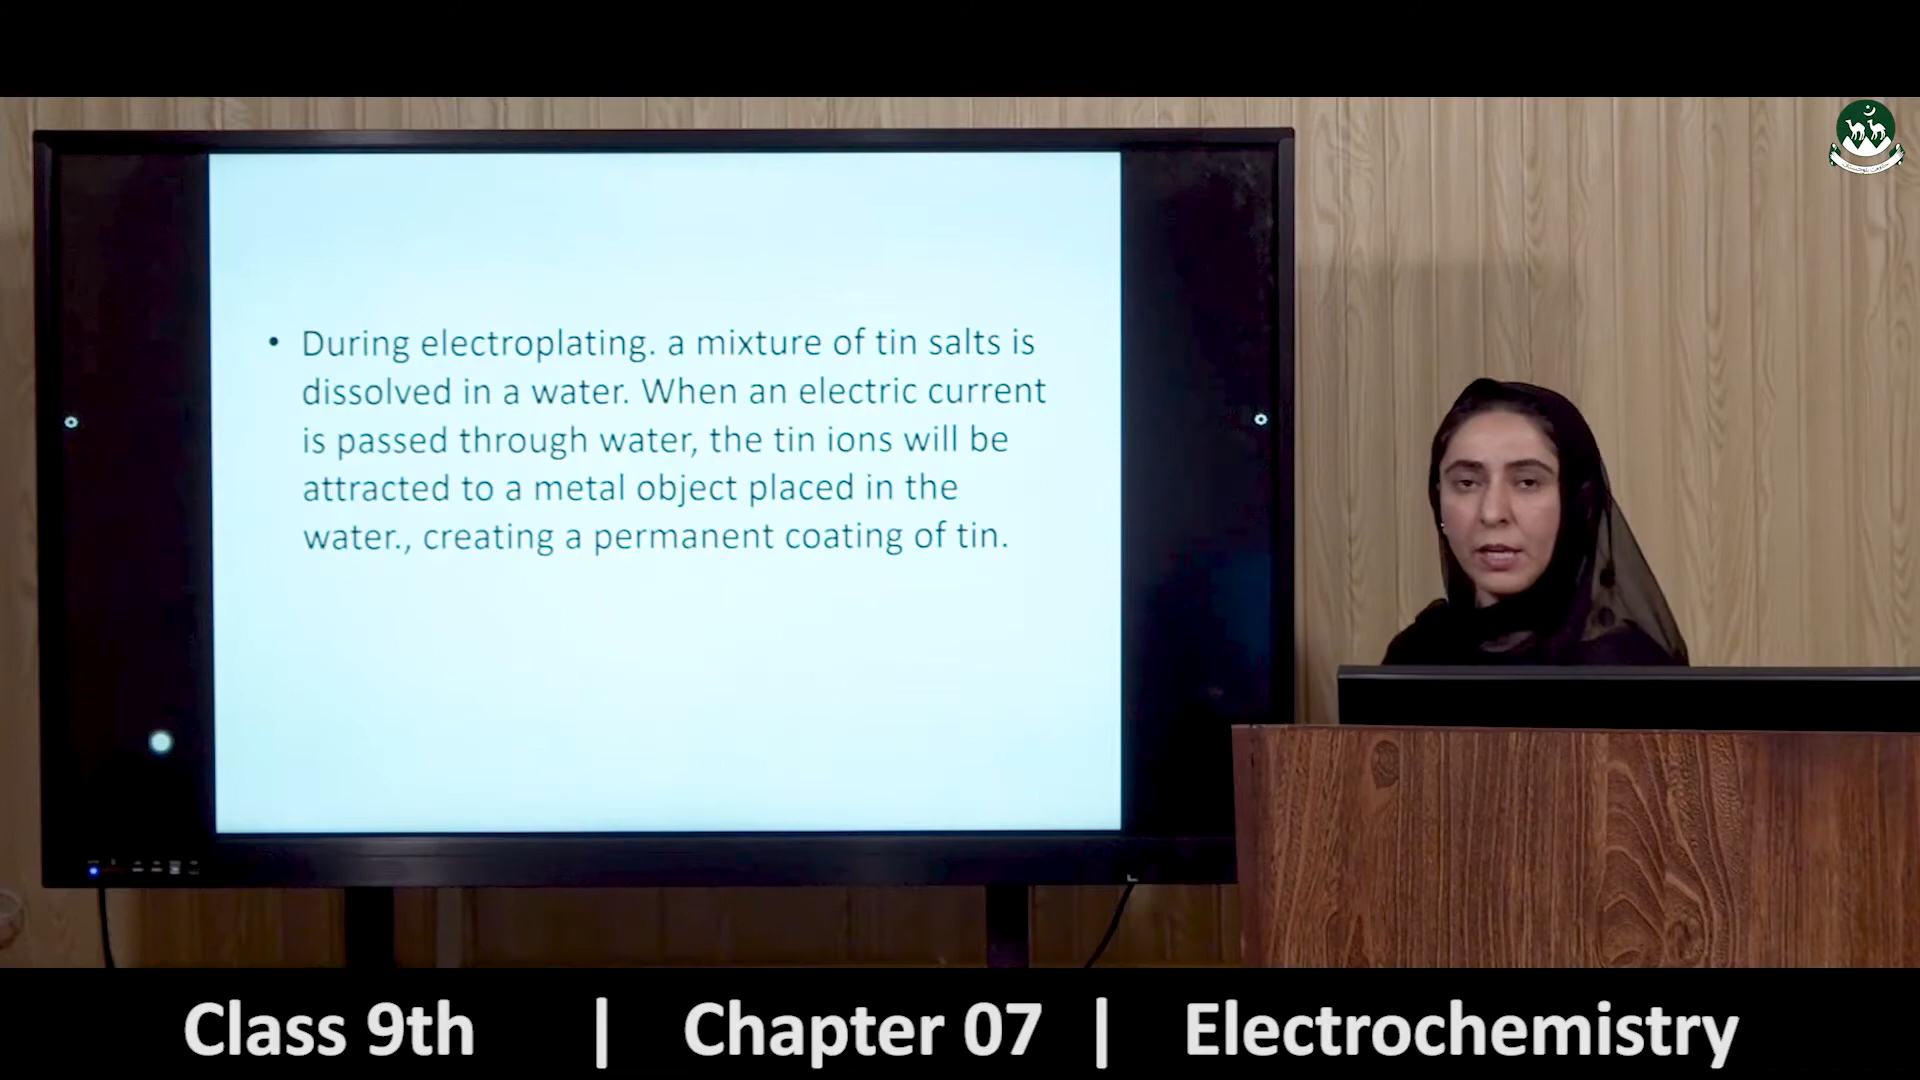 • During electroplating. a mixture of tin salts is
dissolved in a water. When an electric current
is passed through water, the tin ions will be
attracted to a metal object placed in the
water., creating a permanent coating of tin.
Class 9th | Chapter 07 | Electrochemistry